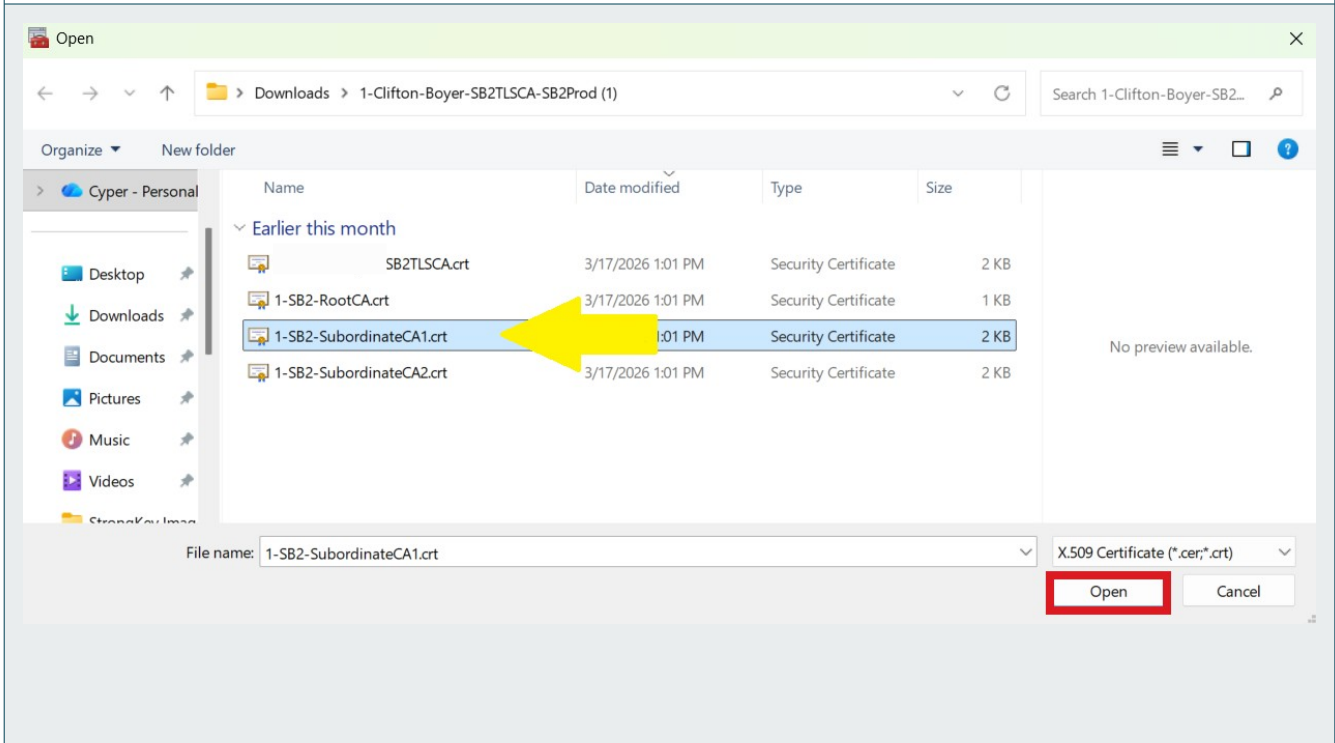 Open
Downloads > 1-Clifton-Boyer-SB2TLSCA-SB2Prod (1)
Search 1-Clifton-Boyer-SB2...
Organize New folder
Cyper - Personal
Name Date modified Type Size
Earlier this month
SB2TLSCA.crt 3/17/2026 1:01 PM Security Certificate 2 KB
1-SB2-RootCA.crt 3/17/2026 1:01 PM Security Certificate 1 KB
1-SB2-SubordinateCA1.crt 1:01 PM Security Certificate 2 KB
1-SB2-SubordinateCA2.crt 3/17/2026 1:01 PM Security Certificate 2 KB
Desktop
Downloads
Documents
Pictures
Music
Videos
No preview available.
File name: 1-SB2-SubordinateCA1.crt X.509 Certificate (*.cer;*.crt)
Open Cancel